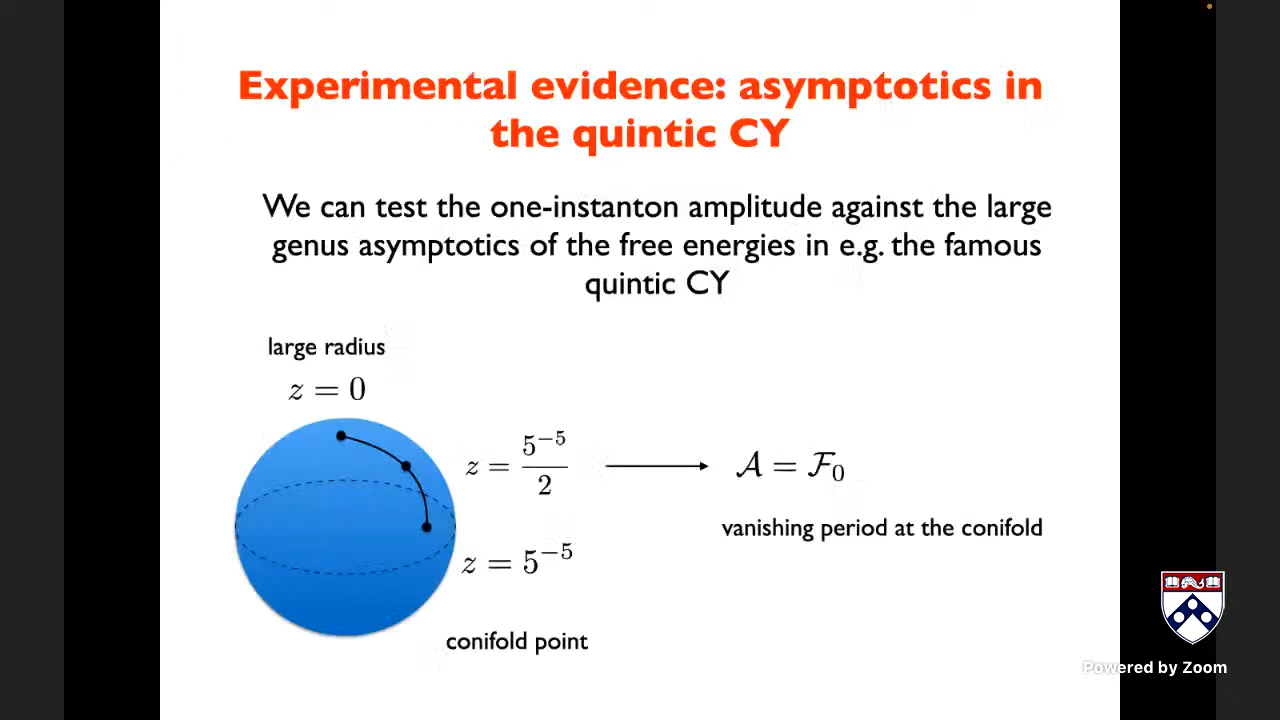 Experimental evidence: asymptotics in
the quintic CY
We can test the one-instanton amplitude against the large
genus asymptotics of the free energies in e.g. the famous
quintic CY
large radius
z = 0
z = 5⁻⁵/2
𝒜 = ℱ₀
vanishing period at the conifold
z = 5⁻⁵
conifold point
Powered by Zoom